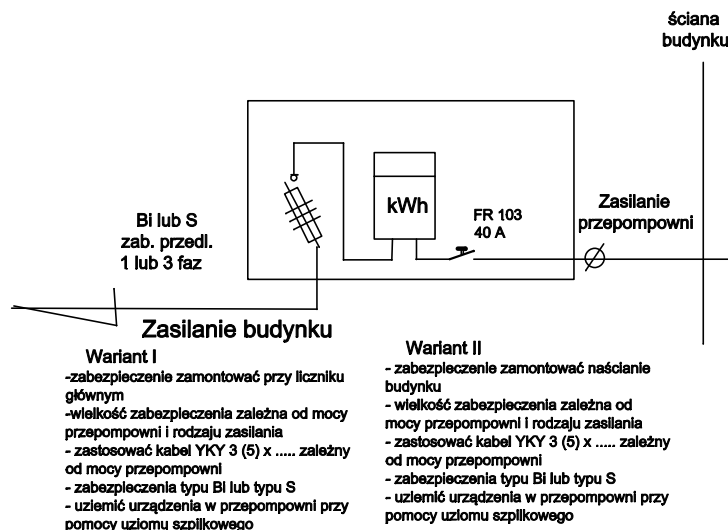 ściana
budynku
kWh
FR 103
40 A
Zasilanie
przepompowni
Bi lub S
zab. przedl.
1 lub 3 faz
Zasilanie budynku
Wariant I
-zabezpieczenie zamontować przy liczniku
głównym
-wielkość zabezpieczenia zależna od mocy
przepompowni i rodzaju zasilania
- zastosować kabel YKY 3 (5) x ..... zależny
od mocy przepompowni
- zabezpieczenia typu Bi lub typu S
- uziemić urządzenia w przepompowni przy
pomocy uziomu szpilkowego
Wariant II
- zabezpieczenie zamontować naścianie
budynku
- wielkość zabezpieczenia zależna od
mocy przepompowni i rodzaju zasilania
- zastosować kabel YKY 3 (5) x ..... zależny
od mocy przepompowni
- zabezpieczenia typu Bi lub typu S
- uziemić urządzenia w przepompowni przy
pomocy uziomu szpilkowego